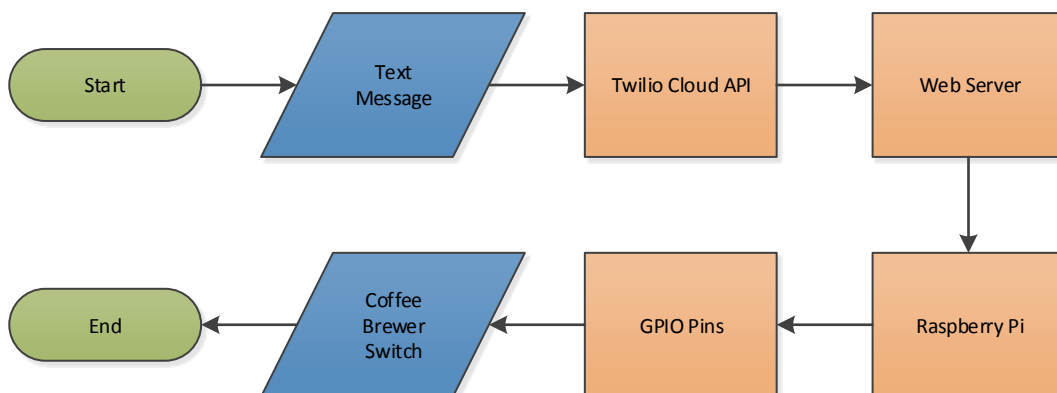 Start
Text
Message
Twilio Cloud API
Web Server
End
Coffee
Brewer
Switch
GPIO Pins
Raspberry Pi